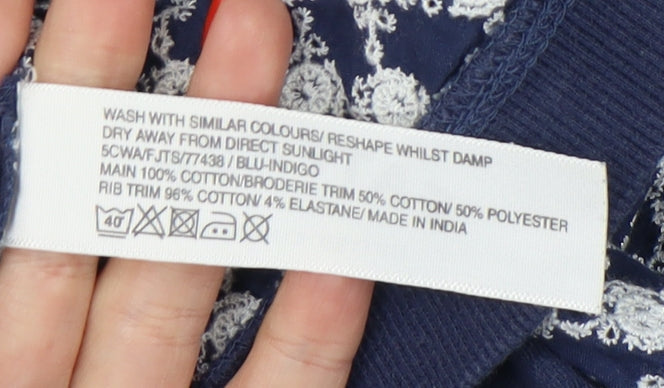 WASH WITH SIMILAR COLOURS/ RESHAPE WHILST DAMP
DRY AWAY FROM DIRECT SUNLIGHT
5CWA/FJTS/77438 / BLU-INDIGO
MAIN 100% COTTON/BRODERIE TRIM 50% COTTON/ 50% POLYESTER
RIB TRIM 96% COTTON/ 4% ELASTANE/ MADE IN INDIA
40°